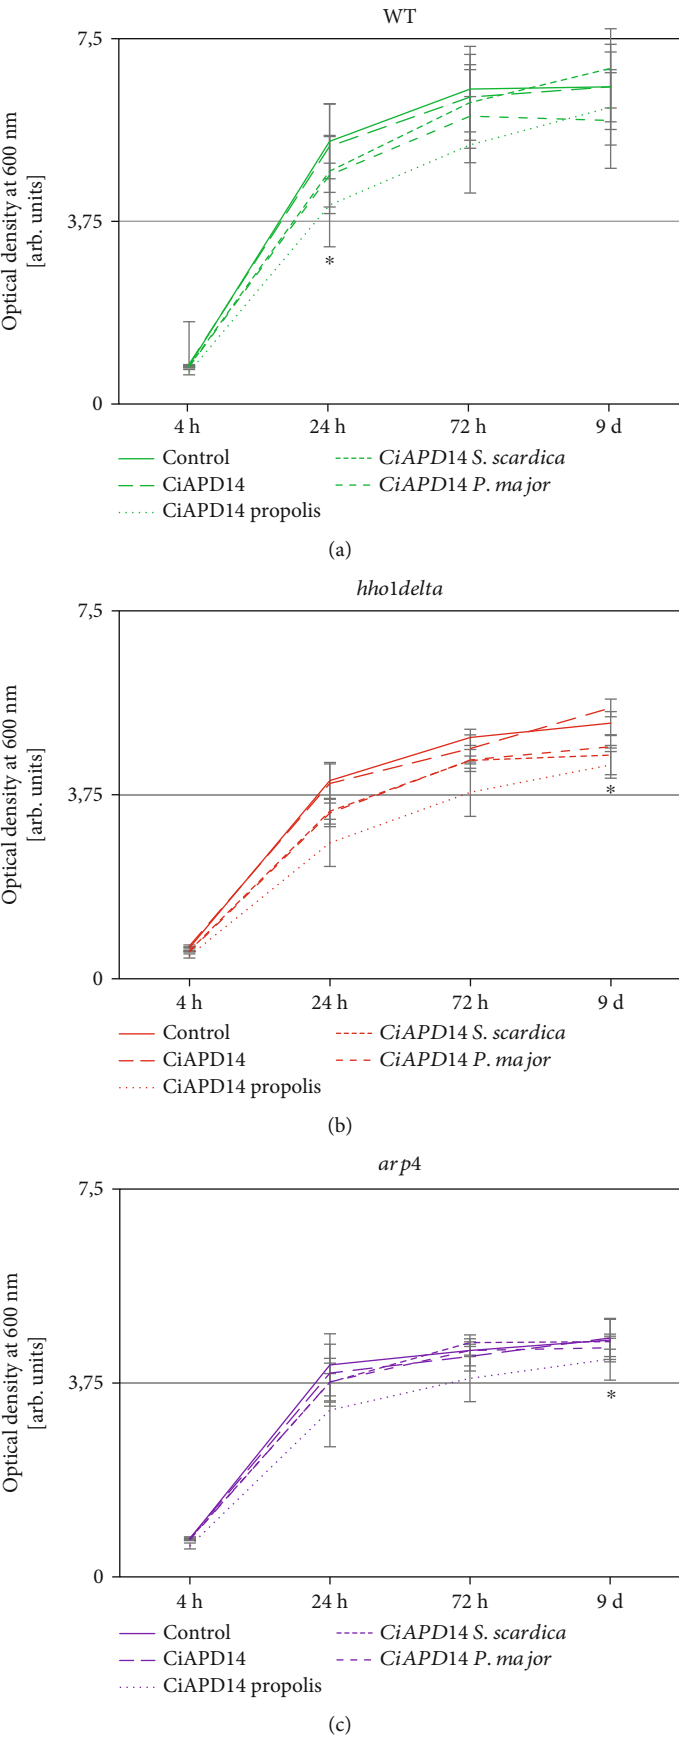 WT
7,5
Optical density at 600 nm
[arb. units]
3,75
*
0
4 h 24 h 72 h 9 d
Control CiAPD14 S. scardica
CiAPD14 CiAPD14 P. major
CiAPD14 propolis
(a)
hho1delta
7,5
Optical density at 600 nm
[arb. units]
3,75
*
0
4 h 24 h 72 h 9 d
Control CiAPD14 S. scardica
CiAPD14 CiAPD14 P. major
CiAPD14 propolis
(b)
arp4
7,5
Optical density at 600 nm
[arb. units]
3,75
*
0
4 h 24 h 72 h 9 d
Control CiAPD14 S. scardica
CiAPD14 CiAPD14 P. major
CiAPD14 propolis
(c)